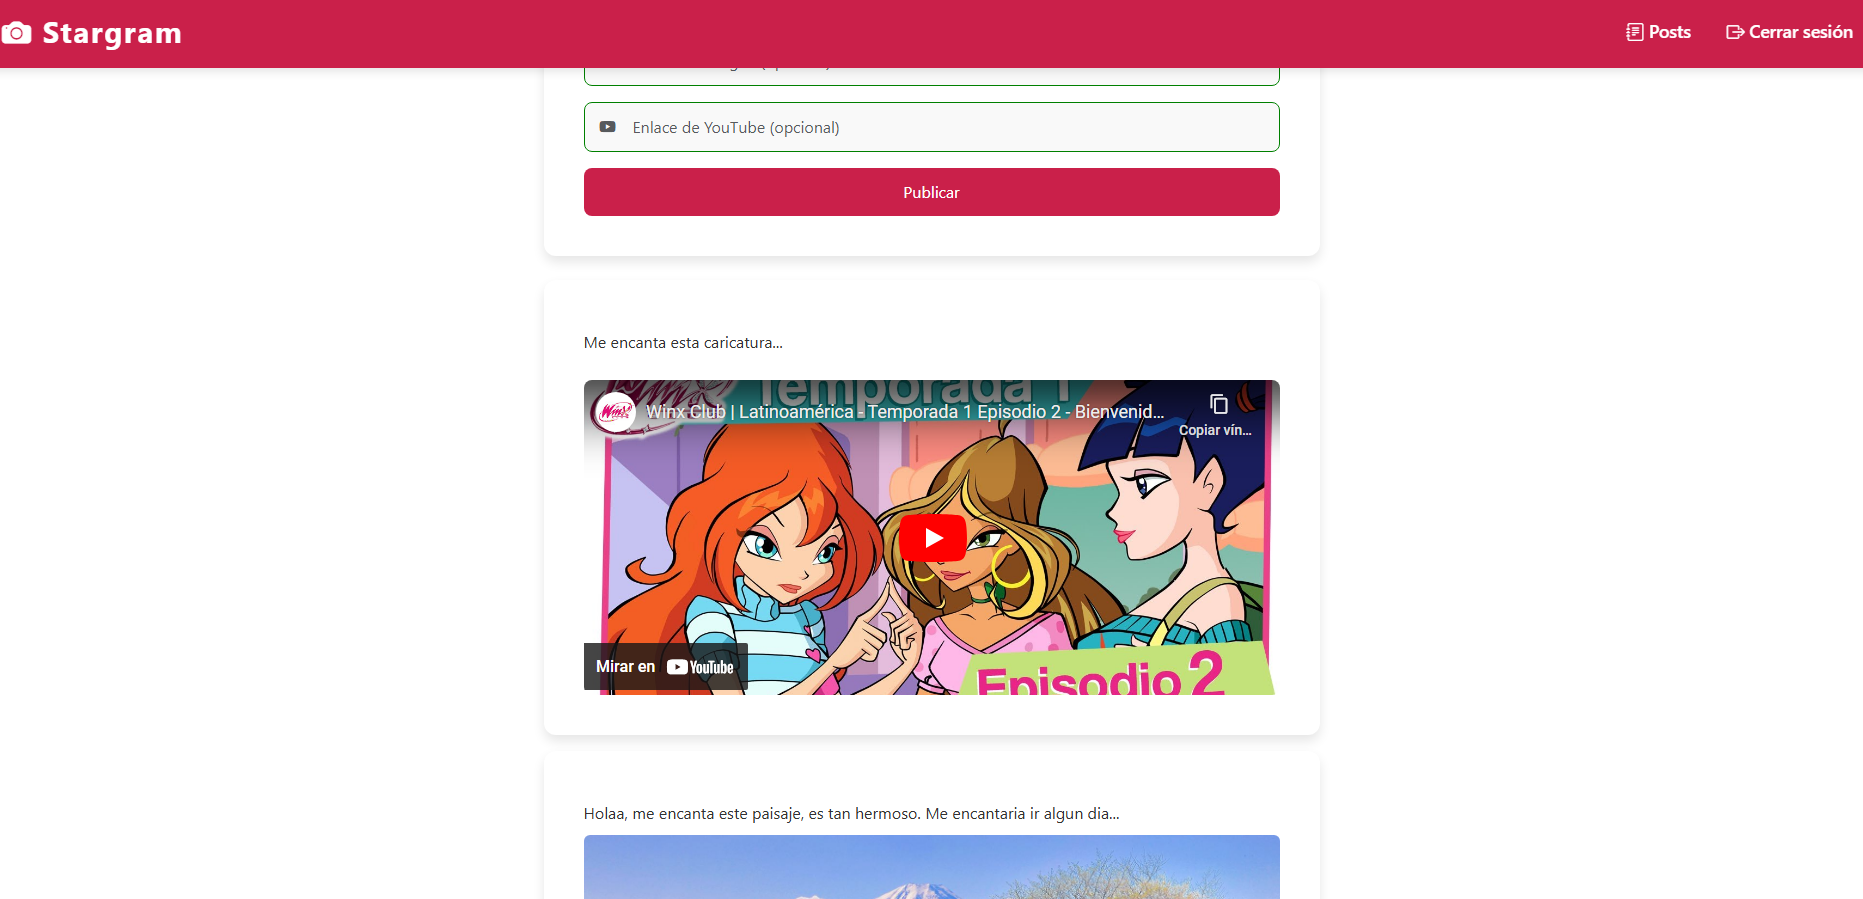 Stargram
Posts
Cerrar sesión
Enlace de YouTube (opcional)
Publicar
Me encanta esta caricatura...
Temporada 1
Winx Club | Latinoamérica - Temporada 1 Episodio 2 - Bienvenid...
Copiar vín...
Mirar en YouTube
Episodio 2
Holaa, me encanta este paisaje, es tan hermoso. Me encantaria ir algun dia...